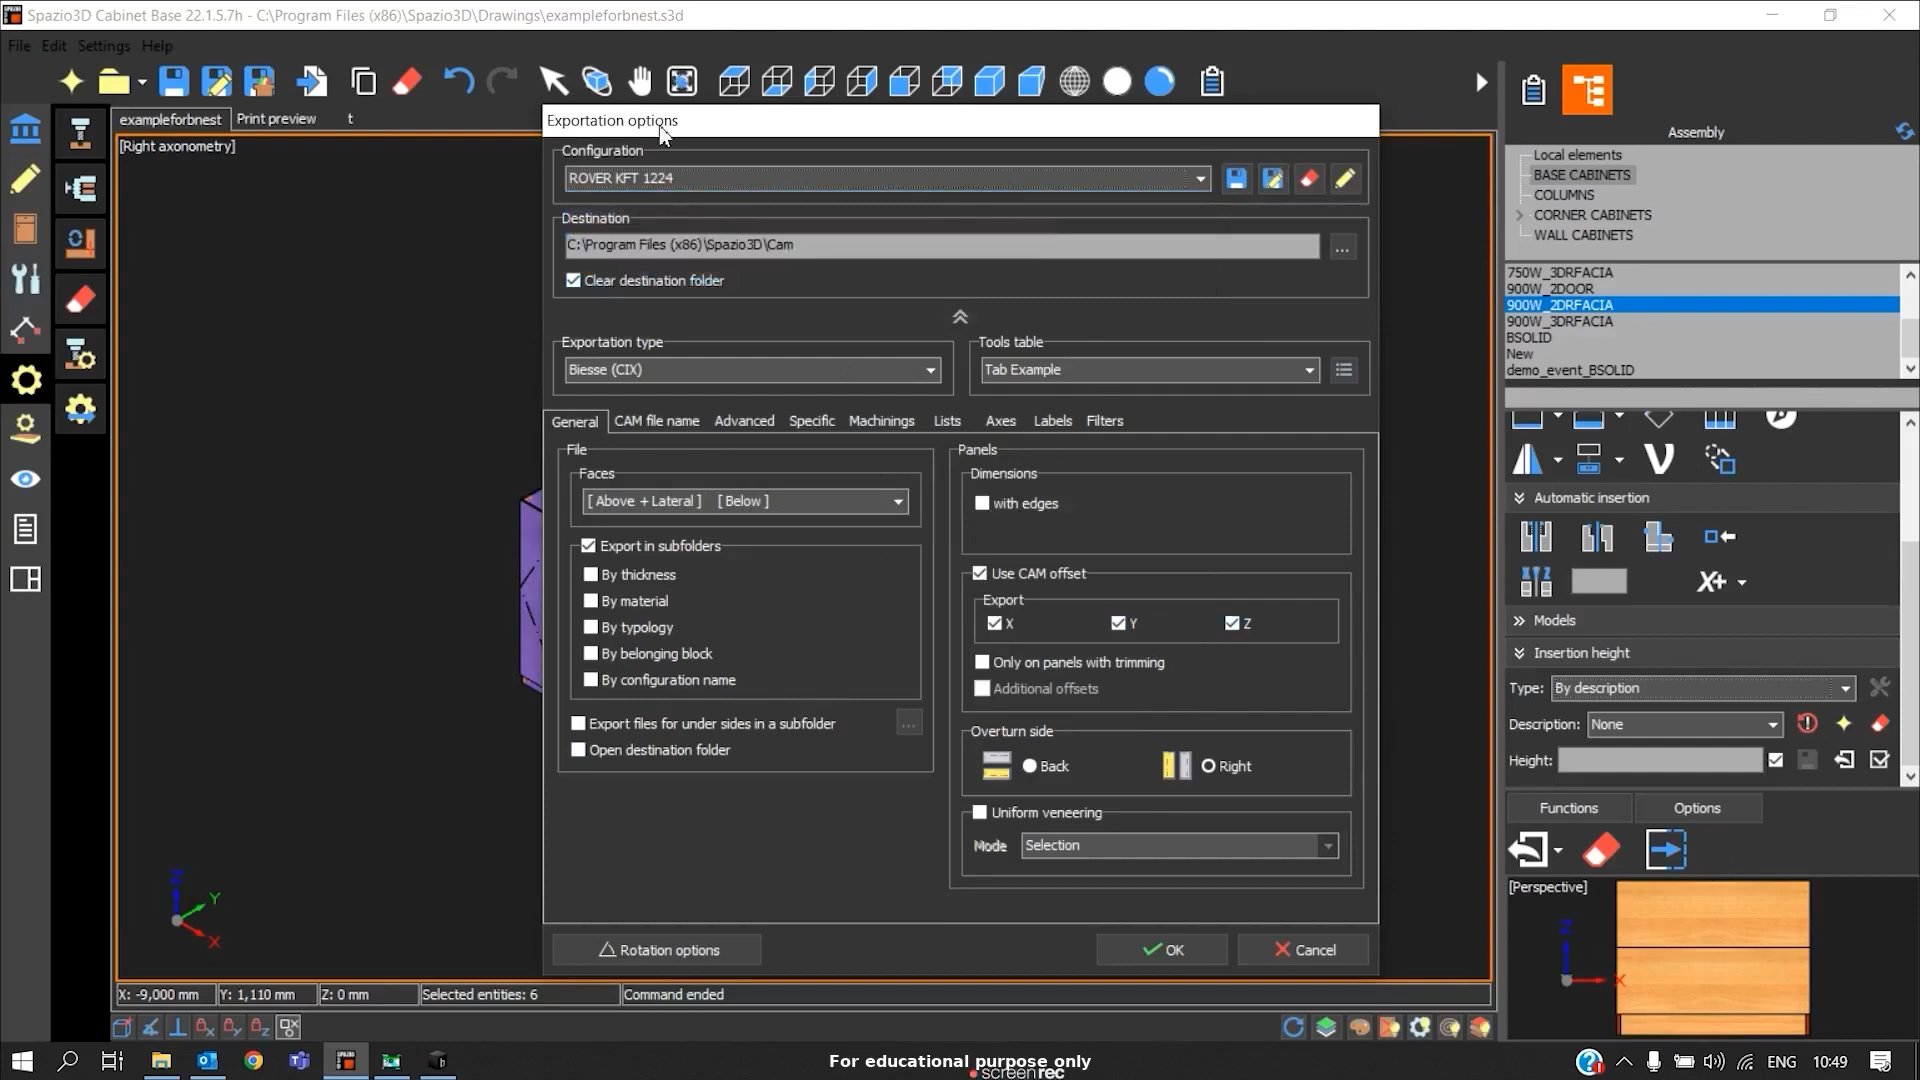 Spazio3D Cabinet Base 22.1.5.7h - C:\Program Files (x86)\Spazio3D\Drawings\exampleforbnest.s3d
File Edit Settings Help
exampleforbnest Print preview t
[Right axonometry]
Exportation options
Configuration
ROVER KFT 1224
Destination
C:\Program Files (x86)\Spazio3D\Cam
...
Clear destination folder
Exportation type
Biesse (CIX)
Tools table
Tab Example
General CAM file name Advanced Specific Machinings Lists Axes Labels Filters
File
Faces
[ Above + Lateral ] [ Below ]
Export in subfolders
By thickness
By material
By typology
By belonging block
By configuration name
Export files for under sides in a subfolder
...
Open destination folder
Panels
Dimensions
with edges
Use CAM offset
Export
X Y Z
Only on panels with trimming
Additional offsets
Overturn side
Back Right
Uniform veneering
Mode Selection
Rotation options OK Cancel
Z
Y
X
X: -9,000 mm Y: 1,110 mm Z: 0 mm Selected entities: 6 Command ended
Assembly
Local elements
BASE CABINETS
COLUMNS
CORNER CABINETS
WALL CABINETS
750W_3DRFACIA
900W_2DOOR
900W_2DRFACIA
900W_3DRFACIA
BSOLID
New
demo_event_BSOLID
Automatic insertion
X Y Z
X+
Models
Insertion height
Type: By description
Description: None
Height:
Functions Options
[Perspective]
Z
X
For educational purpose only
screenrec
ENG 10:49